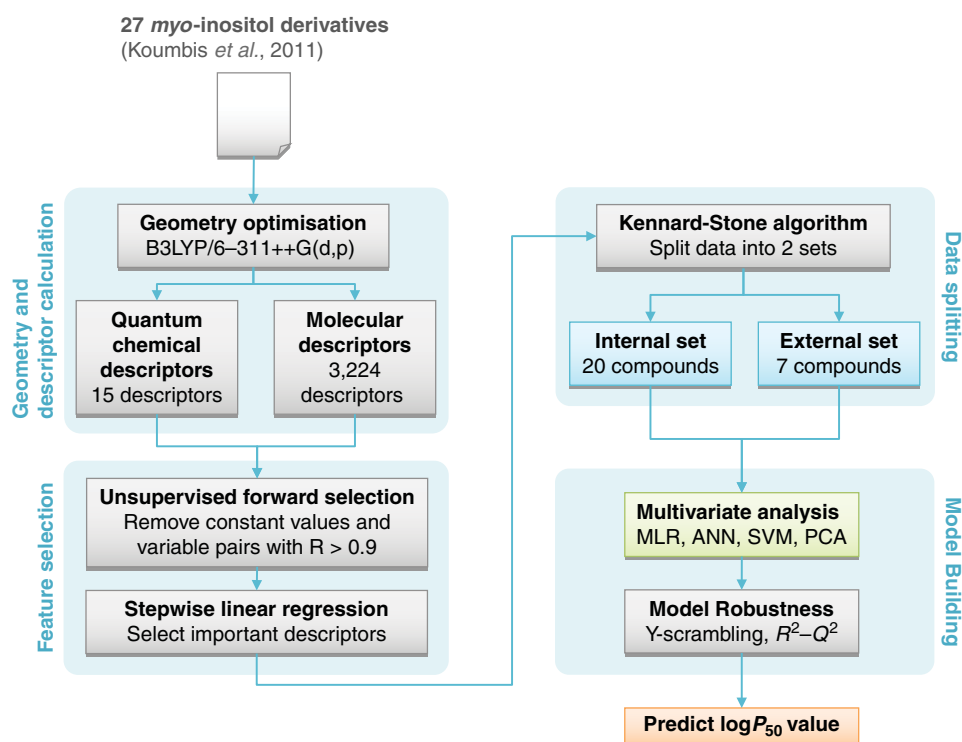 27 myo-inositol derivatives
(Koumbis et al., 2011)
Geometry and
descriptor calculation
Geometry optimisation
B3LYP/6–311++G(d,p)
Quantum
chemical
descriptors
15 descriptors
Molecular
descriptors
3,224
descriptors
Feature selection
Unsupervised forward selection
Remove constant values and
variable pairs with R > 0.9
Stepwise linear regression
Select important descriptors
Data splitting
Kennard-Stone algorithm
Split data into 2 sets
Internal set
20 compounds
External set
7 compounds
Model Building
Multivariate analysis
MLR, ANN, SVM, PCA
Model Robustness
Y-scrambling, R²–Q²
Predict logP₅₀ value